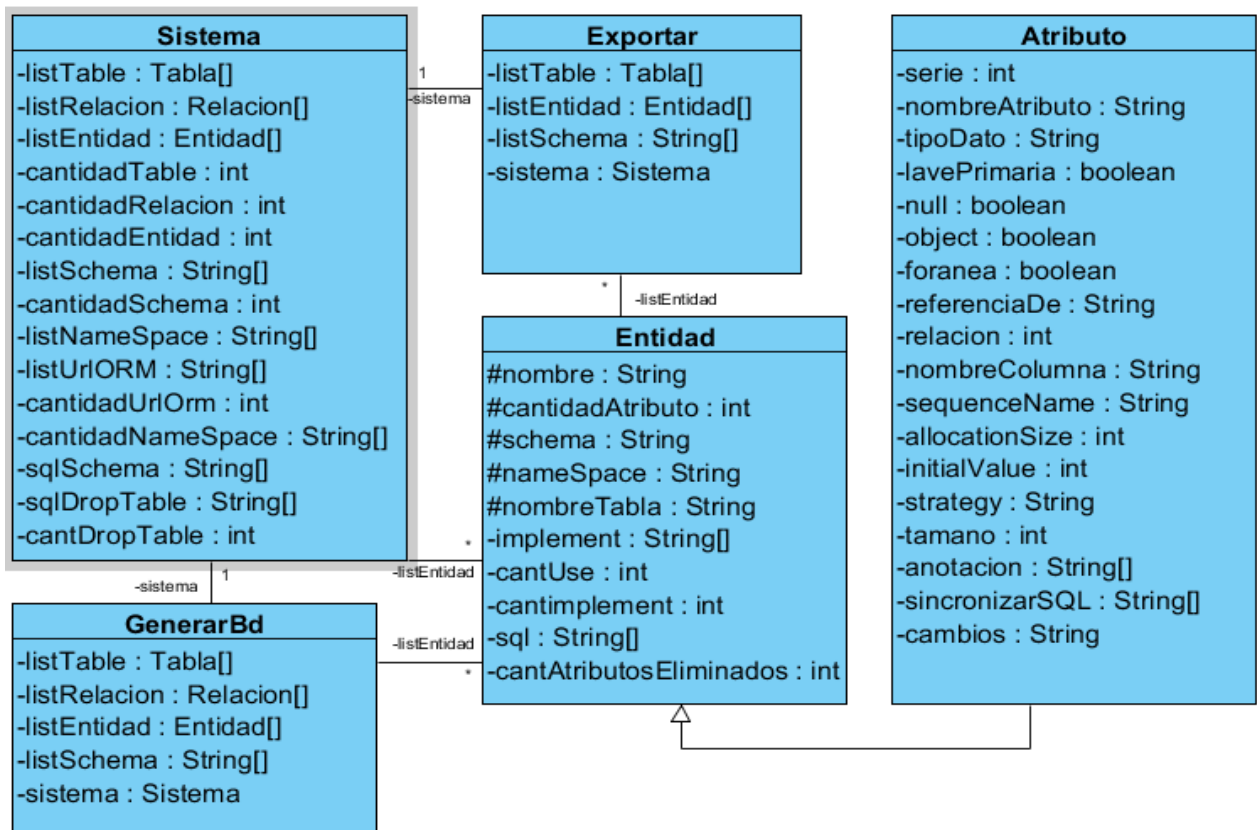 Sistema
-listTable : Tabla[]
-listRelacion : Relacion[]
-listEntidad : Entidad[]
-cantidadTable : int
-cantidadRelacion : int
-cantidadEntidad : int
-listSchema : String[]
-cantidadSchema : int
-listNameSpace : String[]
-listUrlORM : String[]
-cantidadUrlOrm : int
-cantidadNameSpace : String[]
-sqlSchema : String[]
-sqlDropTable : String[]
-cantDropTable : int
1
-sistema
Exportar
-listTable : Tabla[]
-listEntidad : Entidad[]
-listSchema : String[]
-sistema : Sistema
*
-listEntidad
Entidad
#nombre : String
#cantidadAtributo : int
#schema : String
#nameSpace : String
#nombreTabla : String
-implement : String[]
-cantUse : int
-cantimplement : int
-sql : String[]
-cantAtributosEliminados : int
Atributo
-serie : int
-nombreAtributo : String
-tipoDato : String
-lavePrimaria : boolean
-null : boolean
-object : boolean
-foranea : boolean
-referenciaDe : String
-relacion : int
-nombreColumna : String
-sequenceName : String
-allocationSize : int
-initialValue : int
-strategy : String
-tamano : int
-anotacion : String[]
-sincronizarSQL : String[]
-cambios : String
*
-listEntidad
-sistema
1
GenerarBd
-listTable : Tabla[]
-listRelacion : Relacion[]
-listEntidad : Entidad[]
-listSchema : String[]
-sistema : Sistema
-listEntidad
*